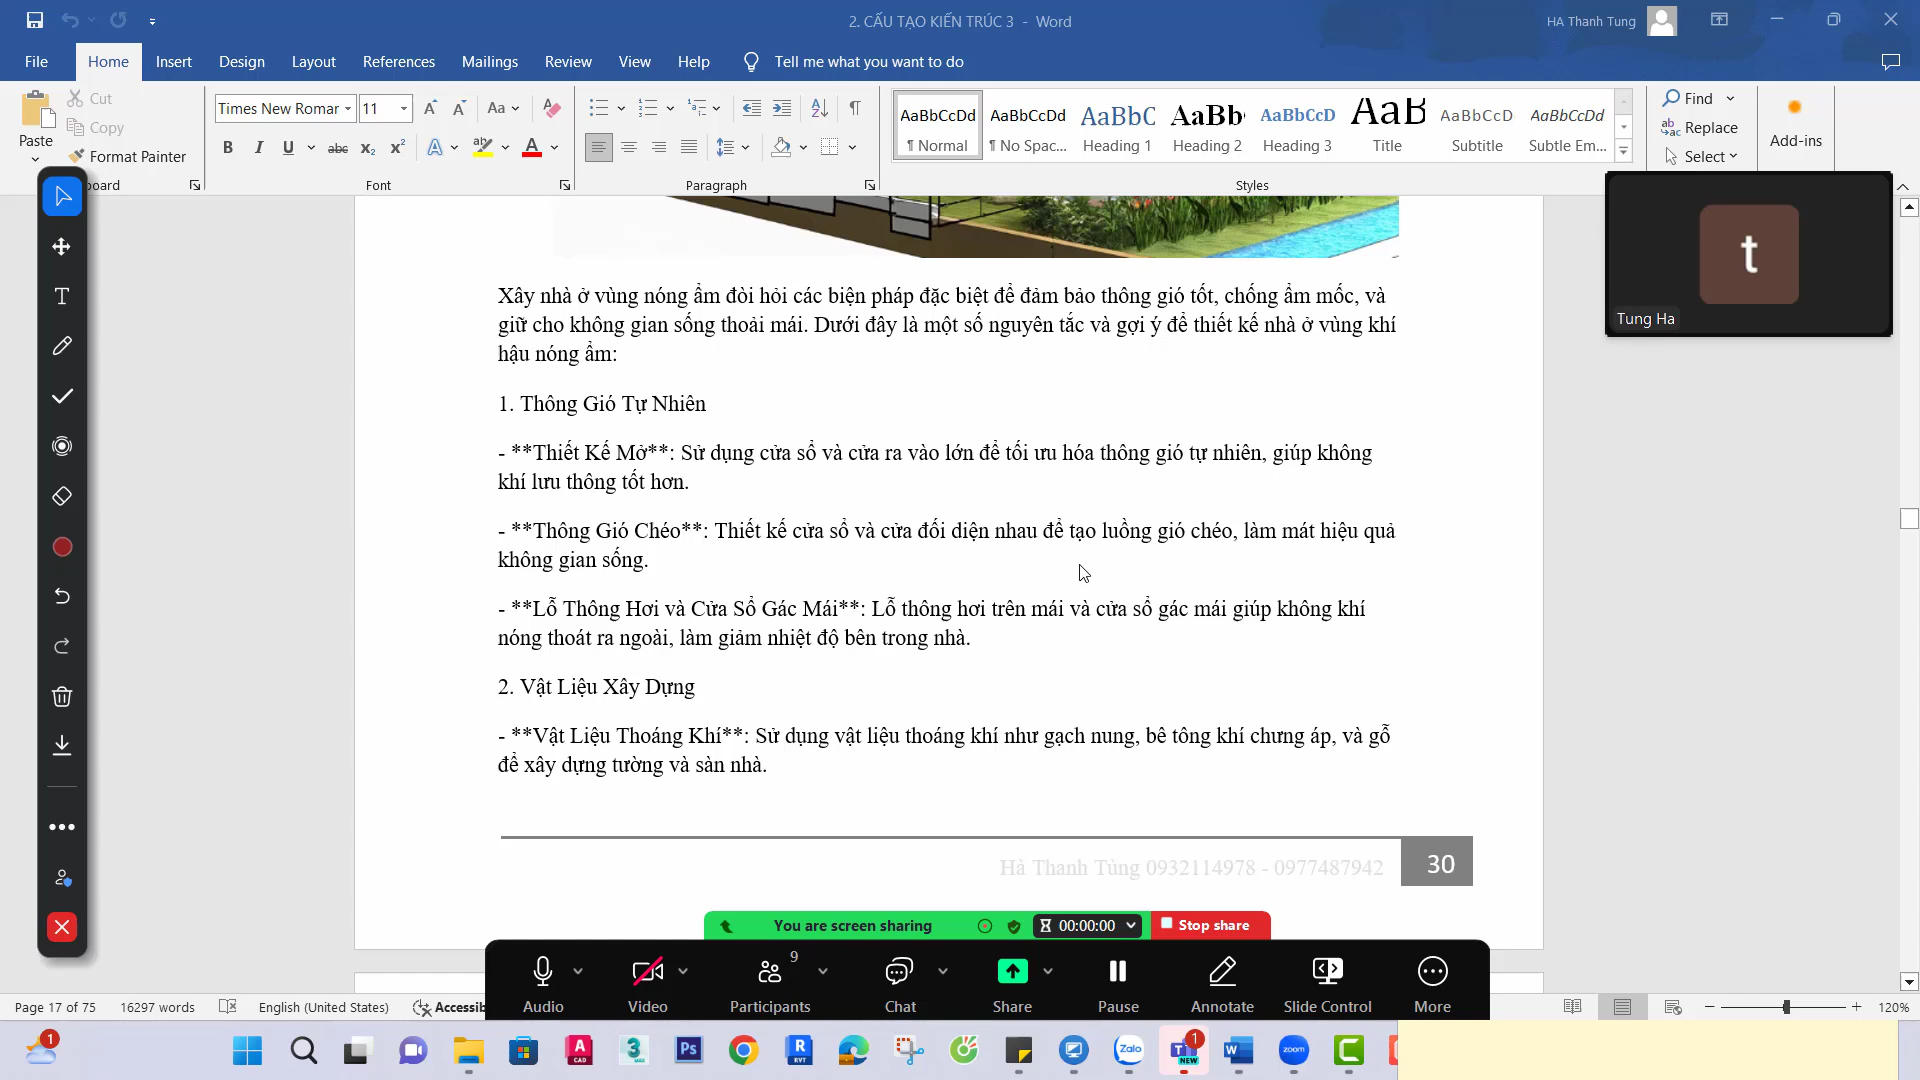 2. CẤU TẠO KIẾN TRÚC 3 - Word
HA Thanh Tung
File Home Insert Design Layout References Mailings Review View Help Tell me what you want to do
Paste
Cut
Copy
Format Painter
board
Times New Romar 11
Aa
Font
Paragraph
AaBbCcDd AaBbCcDd AaBbC AaBb AaBbCcD AaB AaBbCcD AaBbCcDd
¶ Normal ¶ No Spac... Heading 1 Heading 2 Heading 3 Title Subtitle Subtle Em...
Styles
Find
Replace
Select
Add-ins
t
Tung Ha
Xây nhà ở vùng nóng ẩm đòi hỏi các biện pháp đặc biệt để đảm bảo thông gió tốt, chống ẩm mốc, và
giữ cho không gian sống thoải mái. Dưới đây là một số nguyên tắc và gợi ý để thiết kế nhà ở vùng khí
hậu nóng ẩm:
1. Thông Gió Tự Nhiên
- **Thiết Kế Mở**: Sử dụng cửa sổ và cửa ra vào lớn để tối ưu hóa thông gió tự nhiên, giúp không
khí lưu thông tốt hơn.
- **Thông Gió Chéo**: Thiết kế cửa sổ và cửa đối diện nhau để tạo luồng gió chéo, làm mát hiệu quả
không gian sống.
- **Lỗ Thông Hơi và Cửa Sổ Gác Mái**: Lỗ thông hơi trên mái và cửa sổ gác mái giúp không khí
nóng thoát ra ngoài, làm giảm nhiệt độ bên trong nhà.
2. Vật Liệu Xây Dựng
- **Vật Liệu Thoáng Khí**: Sử dụng vật liệu thoáng khí như gạch nung, bê tông khí chưng áp, và gỗ
để xây dựng tường và sàn nhà.
Hà Thanh Tùng 0932114978 - 0977487942 30
You are screen sharing 00:00:00 Stop share
9
Audio Video Participants Chat Share Pause Annotate Slide Control More
Page 17 of 75 16297 words English (United States) Accessib 120%